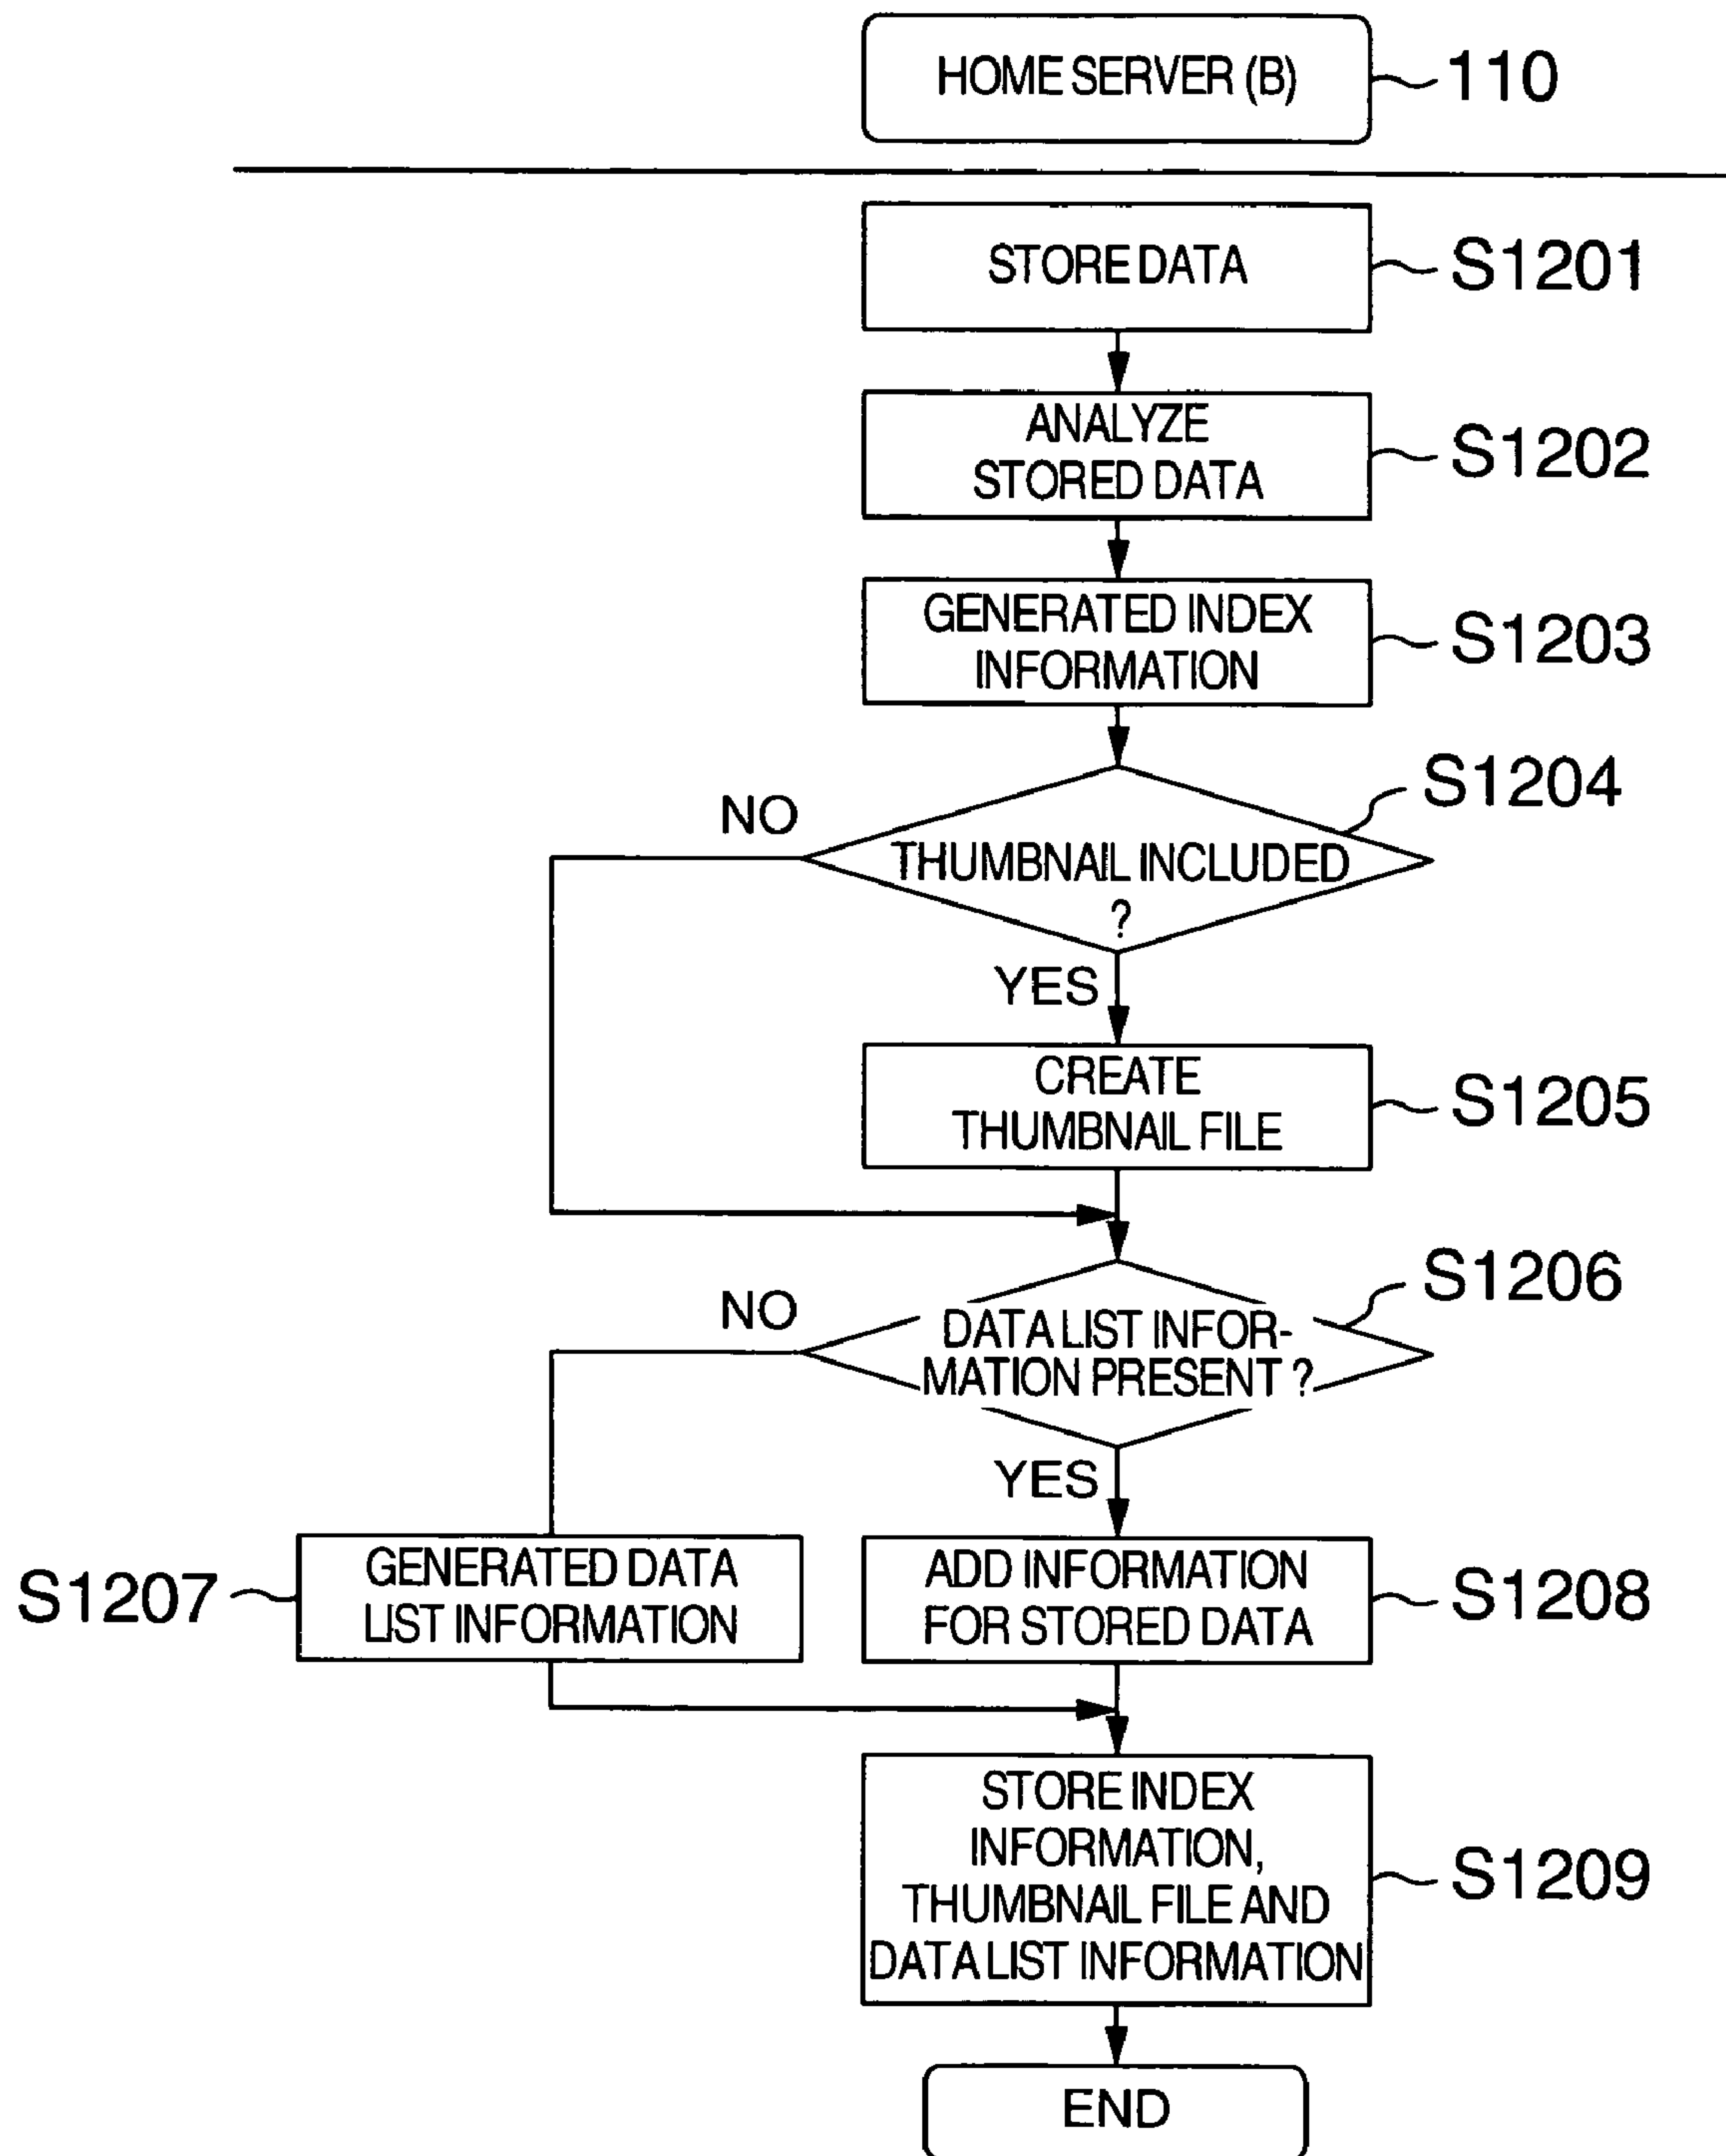 HOME SERVER (B)
110
STORE DATA
S1201
ANALYZE
STORED DATA
S1202
GENERATED INDEX
INFORMATION
S1203
S1204
NO
THUMBNAIL INCLUDED
?
YES
CREATE
THUMBNAIL FILE
S1205
S1206
NO
DATA LIST INFOR-
MATION PRESENT ?
YES
S1207
GENERATED DATA
LIST INFORMATION
ADD INFORMATION
FOR STORED DATA
S1208
STORE INDEX
INFORMATION,
THUMBNAIL FILE AND
DATA LIST INFORMATION
S1209
END